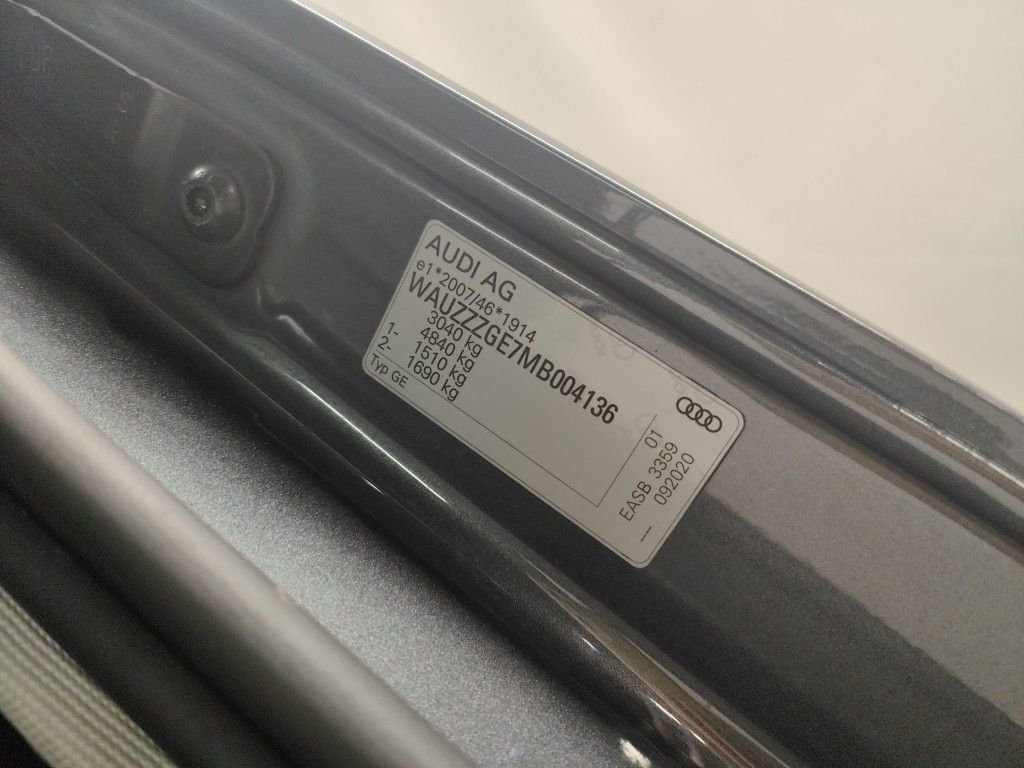 AUDI AG
e1*2007/46*1914
WAUZZZGE7MB004136
3040 kg
4840 kg
1- 1510 kg
2- 1690 kg
Typ GE
EASB 3359 01
— 092020